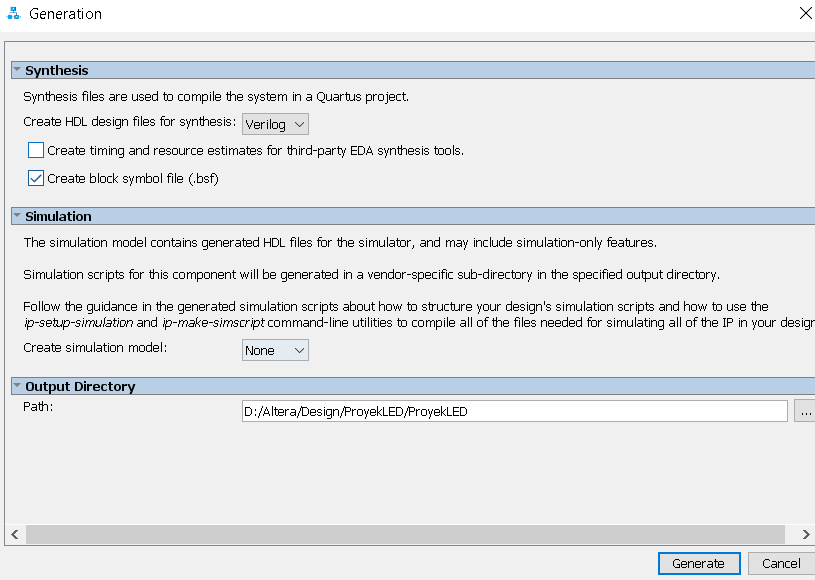 Generation
Synthesis
Synthesis files are used to compile the system in a Quartus project.
Create HDL design files for synthesis: Verilog
Create timing and resource estimates for third-party EDA synthesis tools.
Create block symbol file (.bsf)
Simulation
The simulation model contains generated HDL files for the simulator, and may include simulation-only features.
Simulation scripts for this component will be generated in a vendor-specific sub-directory in the specified output directory.
Follow the guidance in the generated simulation scripts about how to structure your design's simulation scripts and how to use the
ip-setup-simulation and ip-make-simscript command-line utilities to compile all of the files needed for simulating all of the IP in your design
Create simulation model: None
Output Directory
Path:
D:/Altera/Design/ProyekLED/ProyekLED ...
Generate Cancel